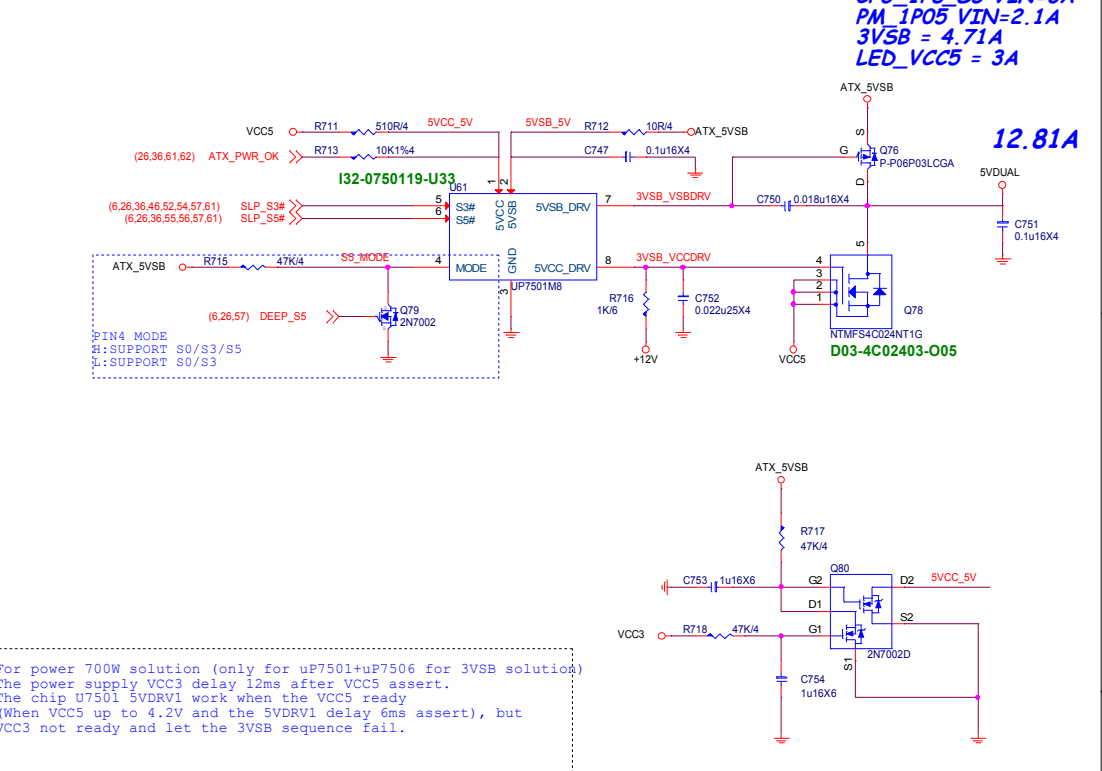 PM_1P05 VIN=2.1A
3VSB = 4.71A
LED_VCC5 = 3A
12.81A
ATX_5VSB
S
G
Q76
P-P06P03LCGA
D
5VDUAL
VCC5
R711
510R/4
5VCC_5V
5VSB_5V
R712
10R/4
ATX_5VSB
(26,36,61,62) ATX_PWR_OK
R713
10K1%4
C747
0.1u16X4
I32-0750119-U33
U61
1
2
(6,26,36,46,52,54,57,61) SLP_S3#
5
S3#
(6,26,36,55,56,57,61) SLP_S5#
6
S5#
5VCC
5VSB
5VSB_DRV
7
3VSB_VSBDRV
C750
0.018u16X4
C751
0.1u16X4
ATX_5VSB
R715
47K/4
S5_MODE
4
MODE
GND
3
5VCC_DRV
8
3VSB_VCCDRV
UP7501M8
R716
1K/6
C752
0.022u25X4
+12V
5
4
3
2
1
Q78
NTMFS4C024NT1G
VCC5
D03-4C02403-O05
(6,26,57) DEEP_S5
Q79
2N7002
PIN4 MODE
H:SUPPORT S0/S3/S5
L:SUPPORT S0/S3
ATX_5VSB
R717
47K/4
C753
1u16X6
Q80
G2
D2
5VCC_5V
D1
S2
VCC3
R718
47K/4
G1
S1
2N7002D
C754
1u16X6
For power 700W solution (only for uP7501+uP7506 for 3VSB solution)
The power supply VCC3 delay 12ms after VCC5 assert.
The chip U7501 5VDRV1 work when the VCC5 ready
(When VCC5 up to 4.2V and the 5VDRV1 delay 6ms assert), but
VCC3 not ready and let the 3VSB sequence fail.